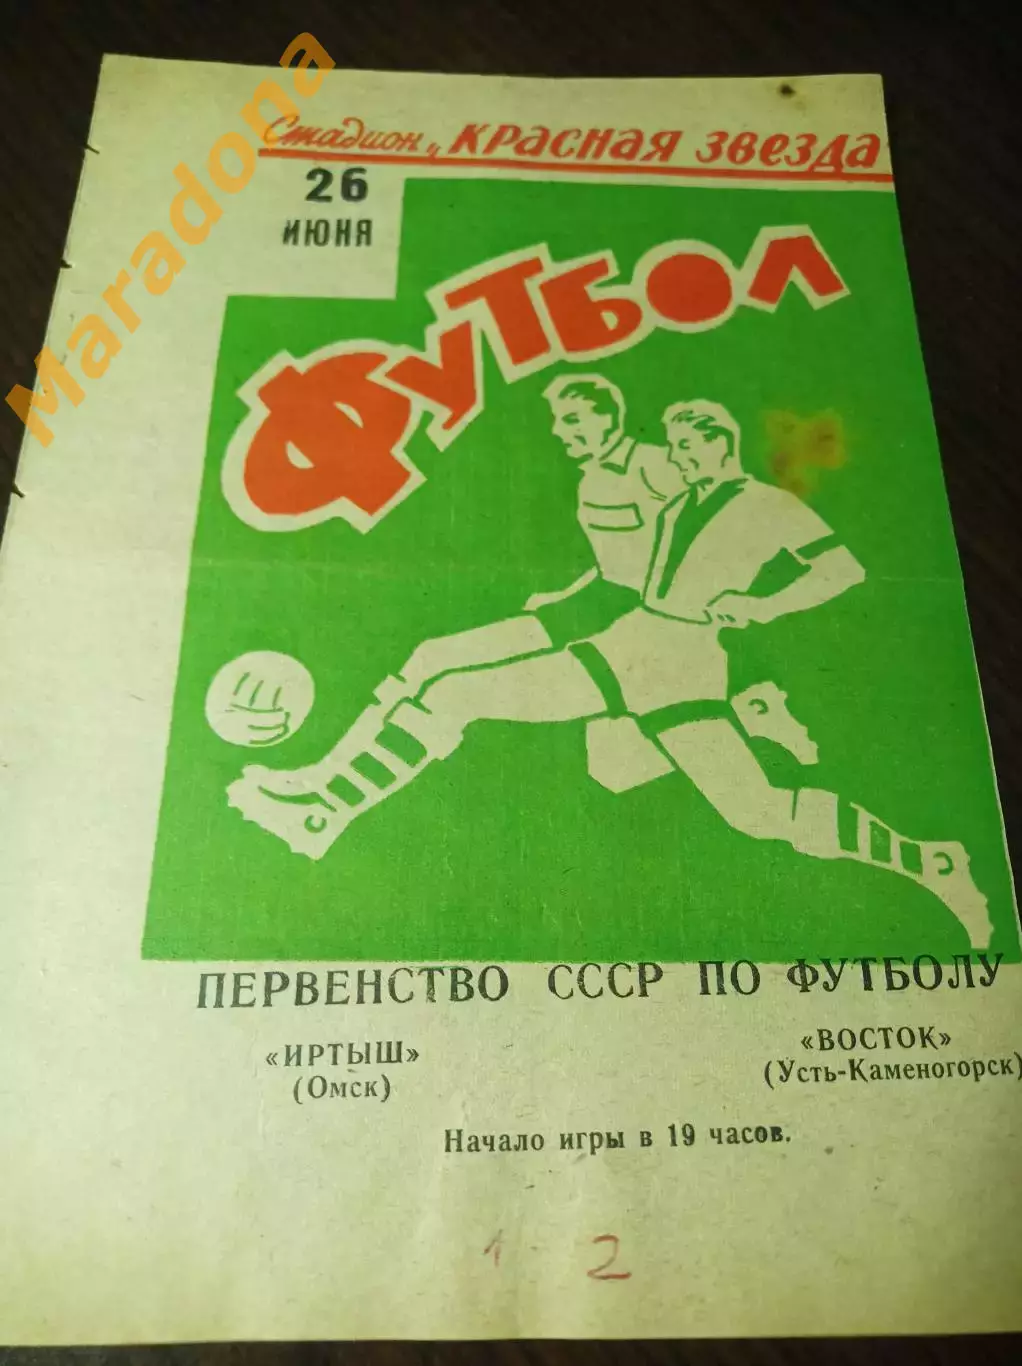 Maradona
Стадион „КРАСНАЯ ЗВЕЗДА
26
ИЮНЯ
ФУТБОЛ
ПЕРВЕНСТВО СССР ПО ФУТБОЛУ
«ИРТЫШ»
(Омск)
«ВОСТОК»
(Усть-Каменогорск)
Начало игры в 19 часов.
1 - 2